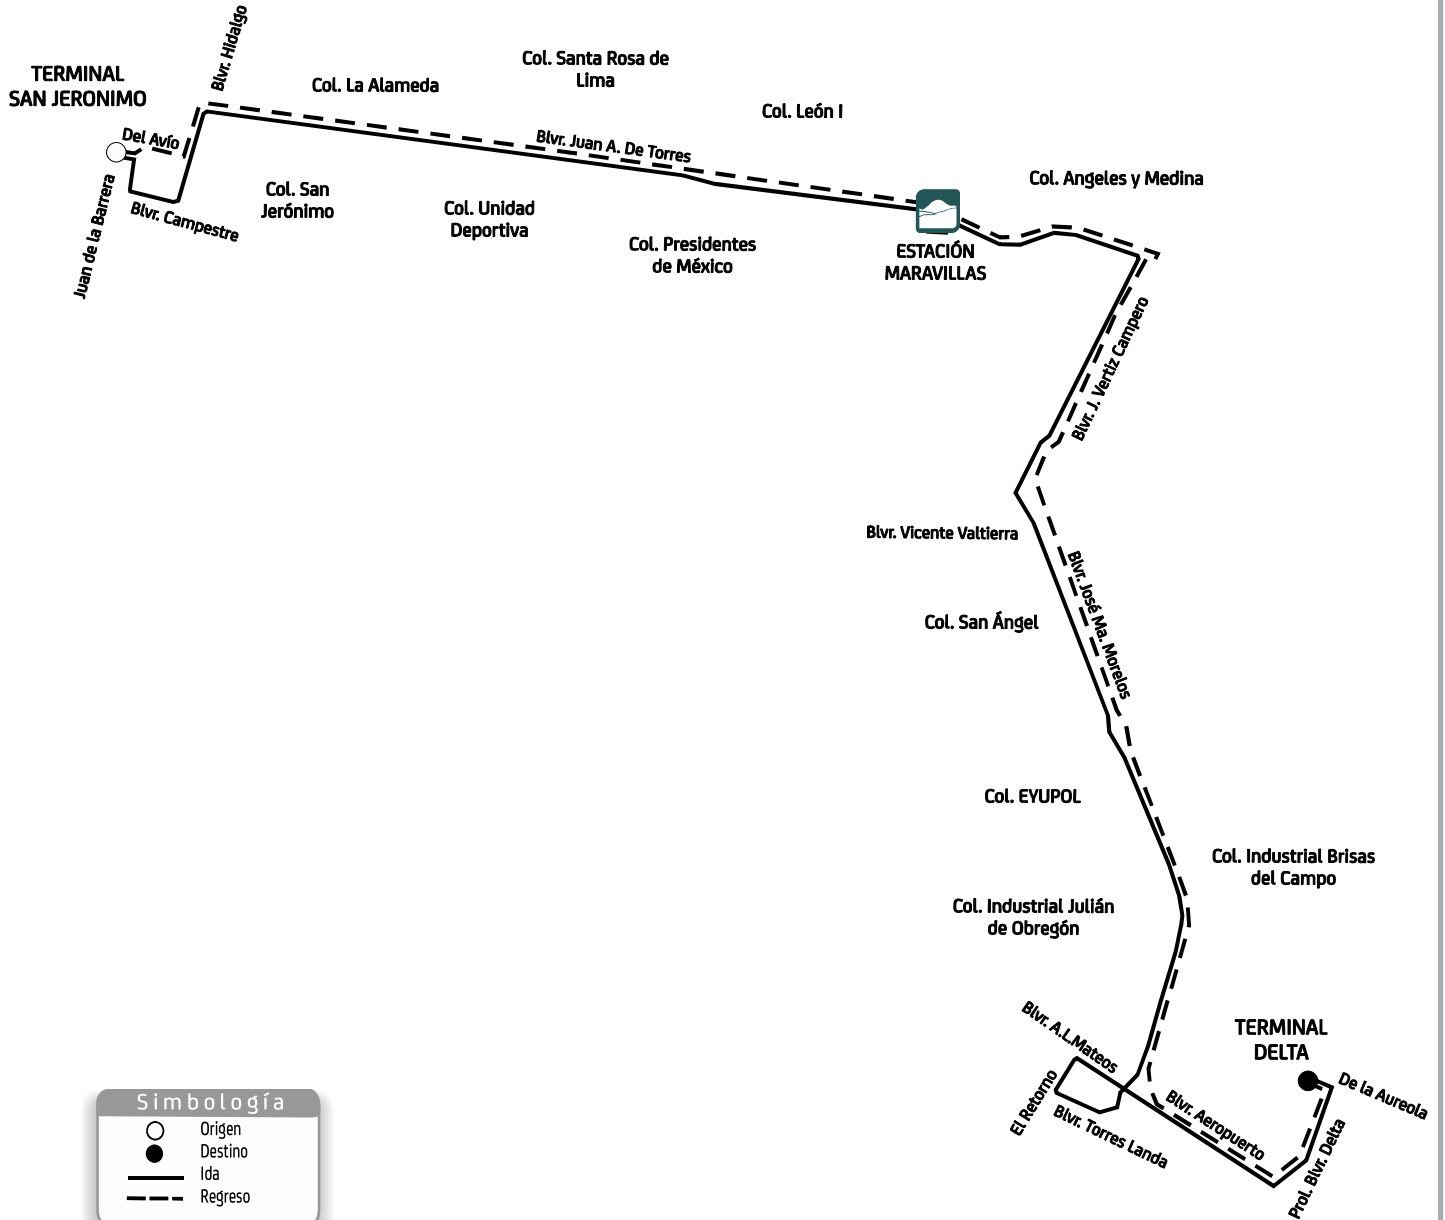 Blvr. Hidalgo
TERMINAL
SAN JERONIMO
Col. La Alameda
Col. Santa Rosa de
Lima
Col. León I
Del Avío
Blvr. Juan A. De Torres
Col. Angeles y Medina
Juan de la Barrera
Blvr. Campestre
Col. San
Jerónimo
Col. Unidad
Deportiva
Col. Presidentes
de México
ESTACIÓN
MARAVILLAS
Blvr. J. Vertiz Campero
Blvr. Vicente Valtierra
Blvr. José Ma. Morelos
Col. San Ángel
Col. EYUPOL
Col. Industrial Brisas
del Campo
Col. Industrial Julián
de Obregón
Blvr. A.L.Mateos
TERMINAL
DELTA
De la Aureola
El Retorno
Blvr. Torres Landa
Blvr. Aeropuerto
Prol. Blvr. Delta
Simbología
Origen
Destino
Ida
Regreso